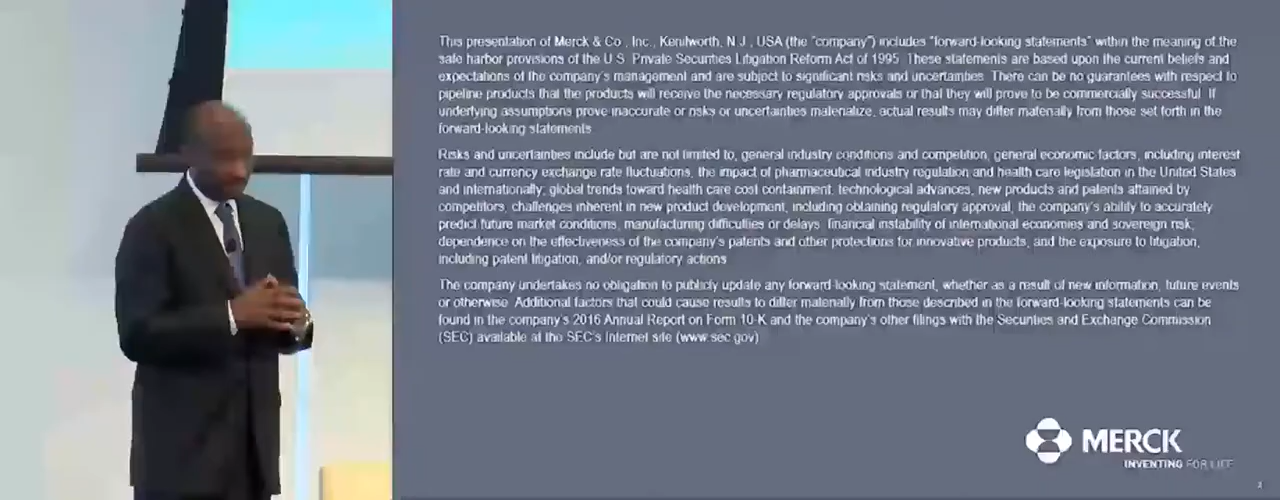 This presentation of Merck & Co., Inc., Kenilworth, N.J., USA (the "company") includes "forward-looking statements" within the meaning of the
safe harbor provisions of the U.S. Private Securities Litigation Reform Act of 1995. These statements are based upon the current beliefs and
expectations of the company's management and are subject to significant risks and uncertainties. There can be no guarantees with respect to
pipeline products that the products will receive the necessary regulatory approvals or that they will prove to be commercially successful. If
underlying assumptions prove inaccurate or risks or uncertainties materialize, actual results may differ materially from those set forth in the
forward-looking statements.
Risks and uncertainties include but are not limited to, general industry conditions and competition; general economic factors, including interest
rate and currency exchange rate fluctuations; the impact of pharmaceutical industry regulation and health care legislation in the United States
and internationally; global trends toward health care cost containment; technological advances, new products and patents attained by
competitors; challenges inherent in new product development, including obtaining regulatory approval; the company's ability to accurately
predict future market conditions; manufacturing difficulties or delays; financial instability of international economies and sovereign risk;
dependence on the effectiveness of the company's patents and other protections for innovative products; and the exposure to litigation,
including patent litigation, and/or regulatory actions.
The company undertakes no obligation to publicly update any forward-looking statement, whether as a result of new information, future events
or otherwise. Additional factors that could cause results to differ materially from those described in the forward-looking statements can be
found in the company's 2016 Annual Report on Form 10-K and the company's other filings with the Securities and Exchange Commission
(SEC) available at the SEC's Internet site (www.sec.gov).
MERCK
INVENTING FOR LIFE